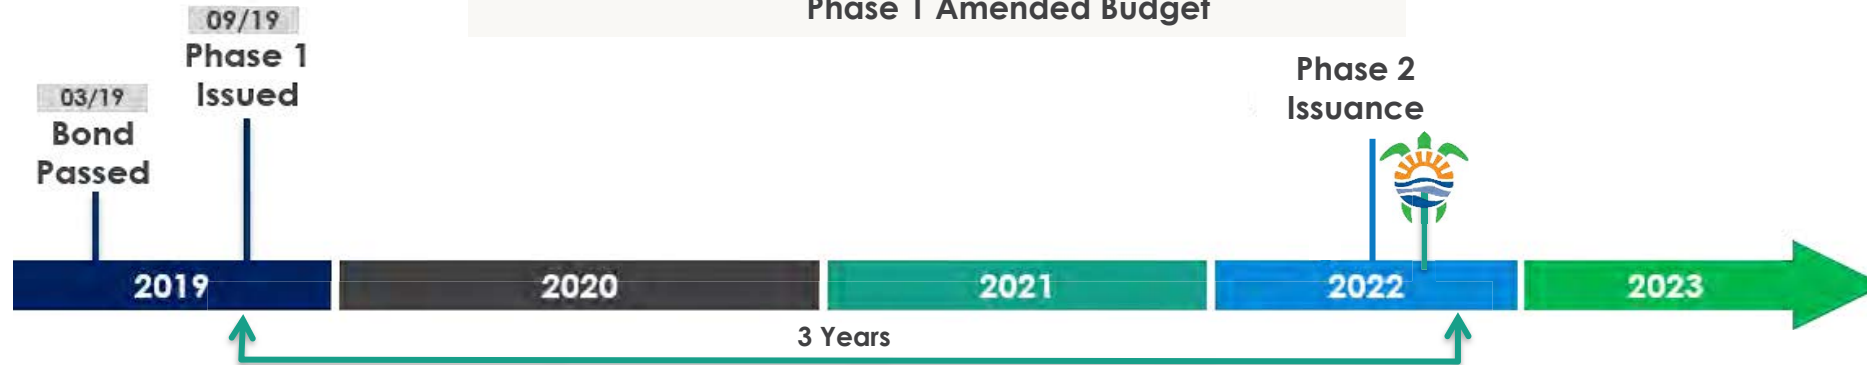 Phase 1 Amended Budget
09/19
Phase 1
Issued
03/19
Bond
Passed
Phase 2
Issuance
2019
2020
2021
2022
2023
3 Years